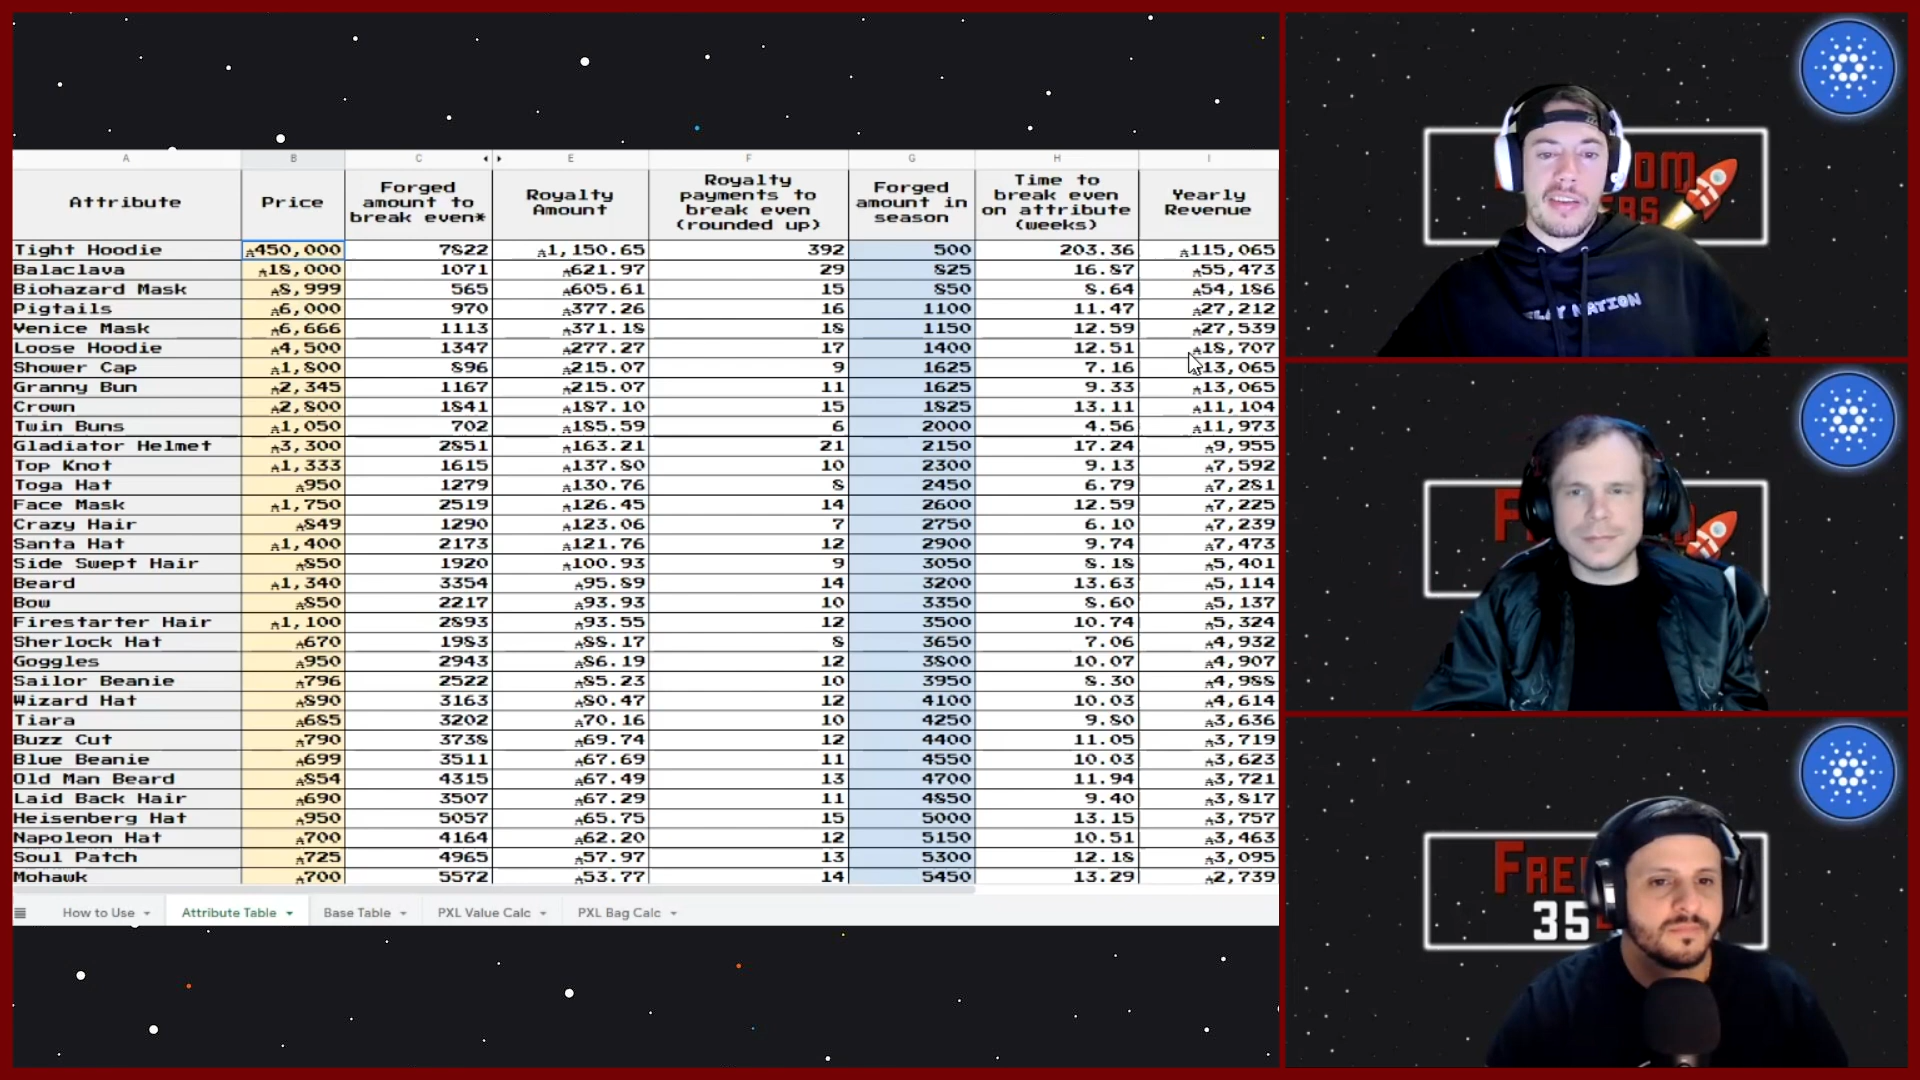 A B C E F G H I
Attribute Price Forged amount to break even* Royalty Amount Royalty payments to break even (rounded up) Forged amount in season Time to break even on attribute (weeks) Yearly Revenue
Tight Hoodie ₳450,000 7822 ₳1,150.65 392 500 203.36 ₳115,065
Balaclava ₳18,000 1071 ₳621.97 29 825 16.87 ₳55,473
Biohazard Mask ₳8,999 565 ₳605.61 15 850 8.64 ₳54,186
Pigtails ₳6,000 970 ₳377.26 16 1100 11.47 ₳27,212
Venice Mask ₳6,666 1113 ₳371.18 18 1150 12.59 ₳27,539
Loose Hoodie ₳4,500 1347 ₳277.27 17 1400 12.51 ₳18,707
Shower Cap ₳1,800 896 ₳215.07 9 1625 7.16 ₳13,065
Granny Bun ₳2,345 1167 ₳215.07 11 1625 9.33 ₳13,065
Crown ₳2,800 1841 ₳187.10 15 1825 13.11 ₳11,104
Twin Buns ₳1,050 702 ₳185.59 6 2000 4.56 ₳11,973
Gladiator Helmet ₳3,300 2851 ₳163.21 21 2150 17.24 ₳9,955
Top Knot ₳1,333 1615 ₳137.80 10 2300 9.13 ₳7,592
Toga Hat ₳950 1279 ₳130.76 8 2450 6.79 ₳7,281
Face Mask ₳1,750 2519 ₳126.45 14 2600 12.59 ₳7,225
Crazy Hair ₳849 1290 ₳123.06 7 2750 6.10 ₳7,239
Santa Hat ₳1,400 2173 ₳121.76 12 2900 9.74 ₳7,473
Side Swept Hair ₳850 1920 ₳100.93 9 3050 8.18 ₳5,401
Beard ₳1,340 3354 ₳95.89 14 3200 13.63 ₳5,114
Bow ₳850 2217 ₳93.93 10 3350 8.60 ₳5,137
Firestarter Hair ₳1,100 2893 ₳93.55 12 3500 10.74 ₳5,324
Sherlock Hat ₳670 1983 ₳88.17 8 3650 7.06 ₳4,932
Goggles ₳950 2943 ₳86.19 12 3800 10.07 ₳4,907
Sailor Beanie ₳796 2522 ₳85.23 10 3950 8.30 ₳4,988
Wizard Hat ₳890 3163 ₳80.47 12 4100 10.03 ₳4,614
Tiara ₳685 3202 ₳70.16 10 4250 9.80 ₳3,636
Buzz Cut ₳790 3738 ₳69.74 12 4400 11.05 ₳3,719
Blue Beanie ₳699 3511 ₳67.69 11 4550 10.03 ₳3,623
Old Man Beard ₳854 4315 ₳67.49 13 4700 11.94 ₳3,721
Laid Back Hair ₳690 3507 ₳67.29 11 4850 9.40 ₳3,817
Heisenberg Hat ₳950 5057 ₳65.75 15 5000 13.15 ₳3,757
Napoleon Hat ₳700 4164 ₳62.20 12 5150 10.51 ₳3,463
Soul Patch ₳725 4965 ₳57.97 13 5300 12.18 ₳3,095
Mohawk ₳700 5572 ₳53.77 14 5450 13.29 ₳2,739
How to Use Attribute Table Base Table PXL Value Calc PXL Bag Calc
NATION
35